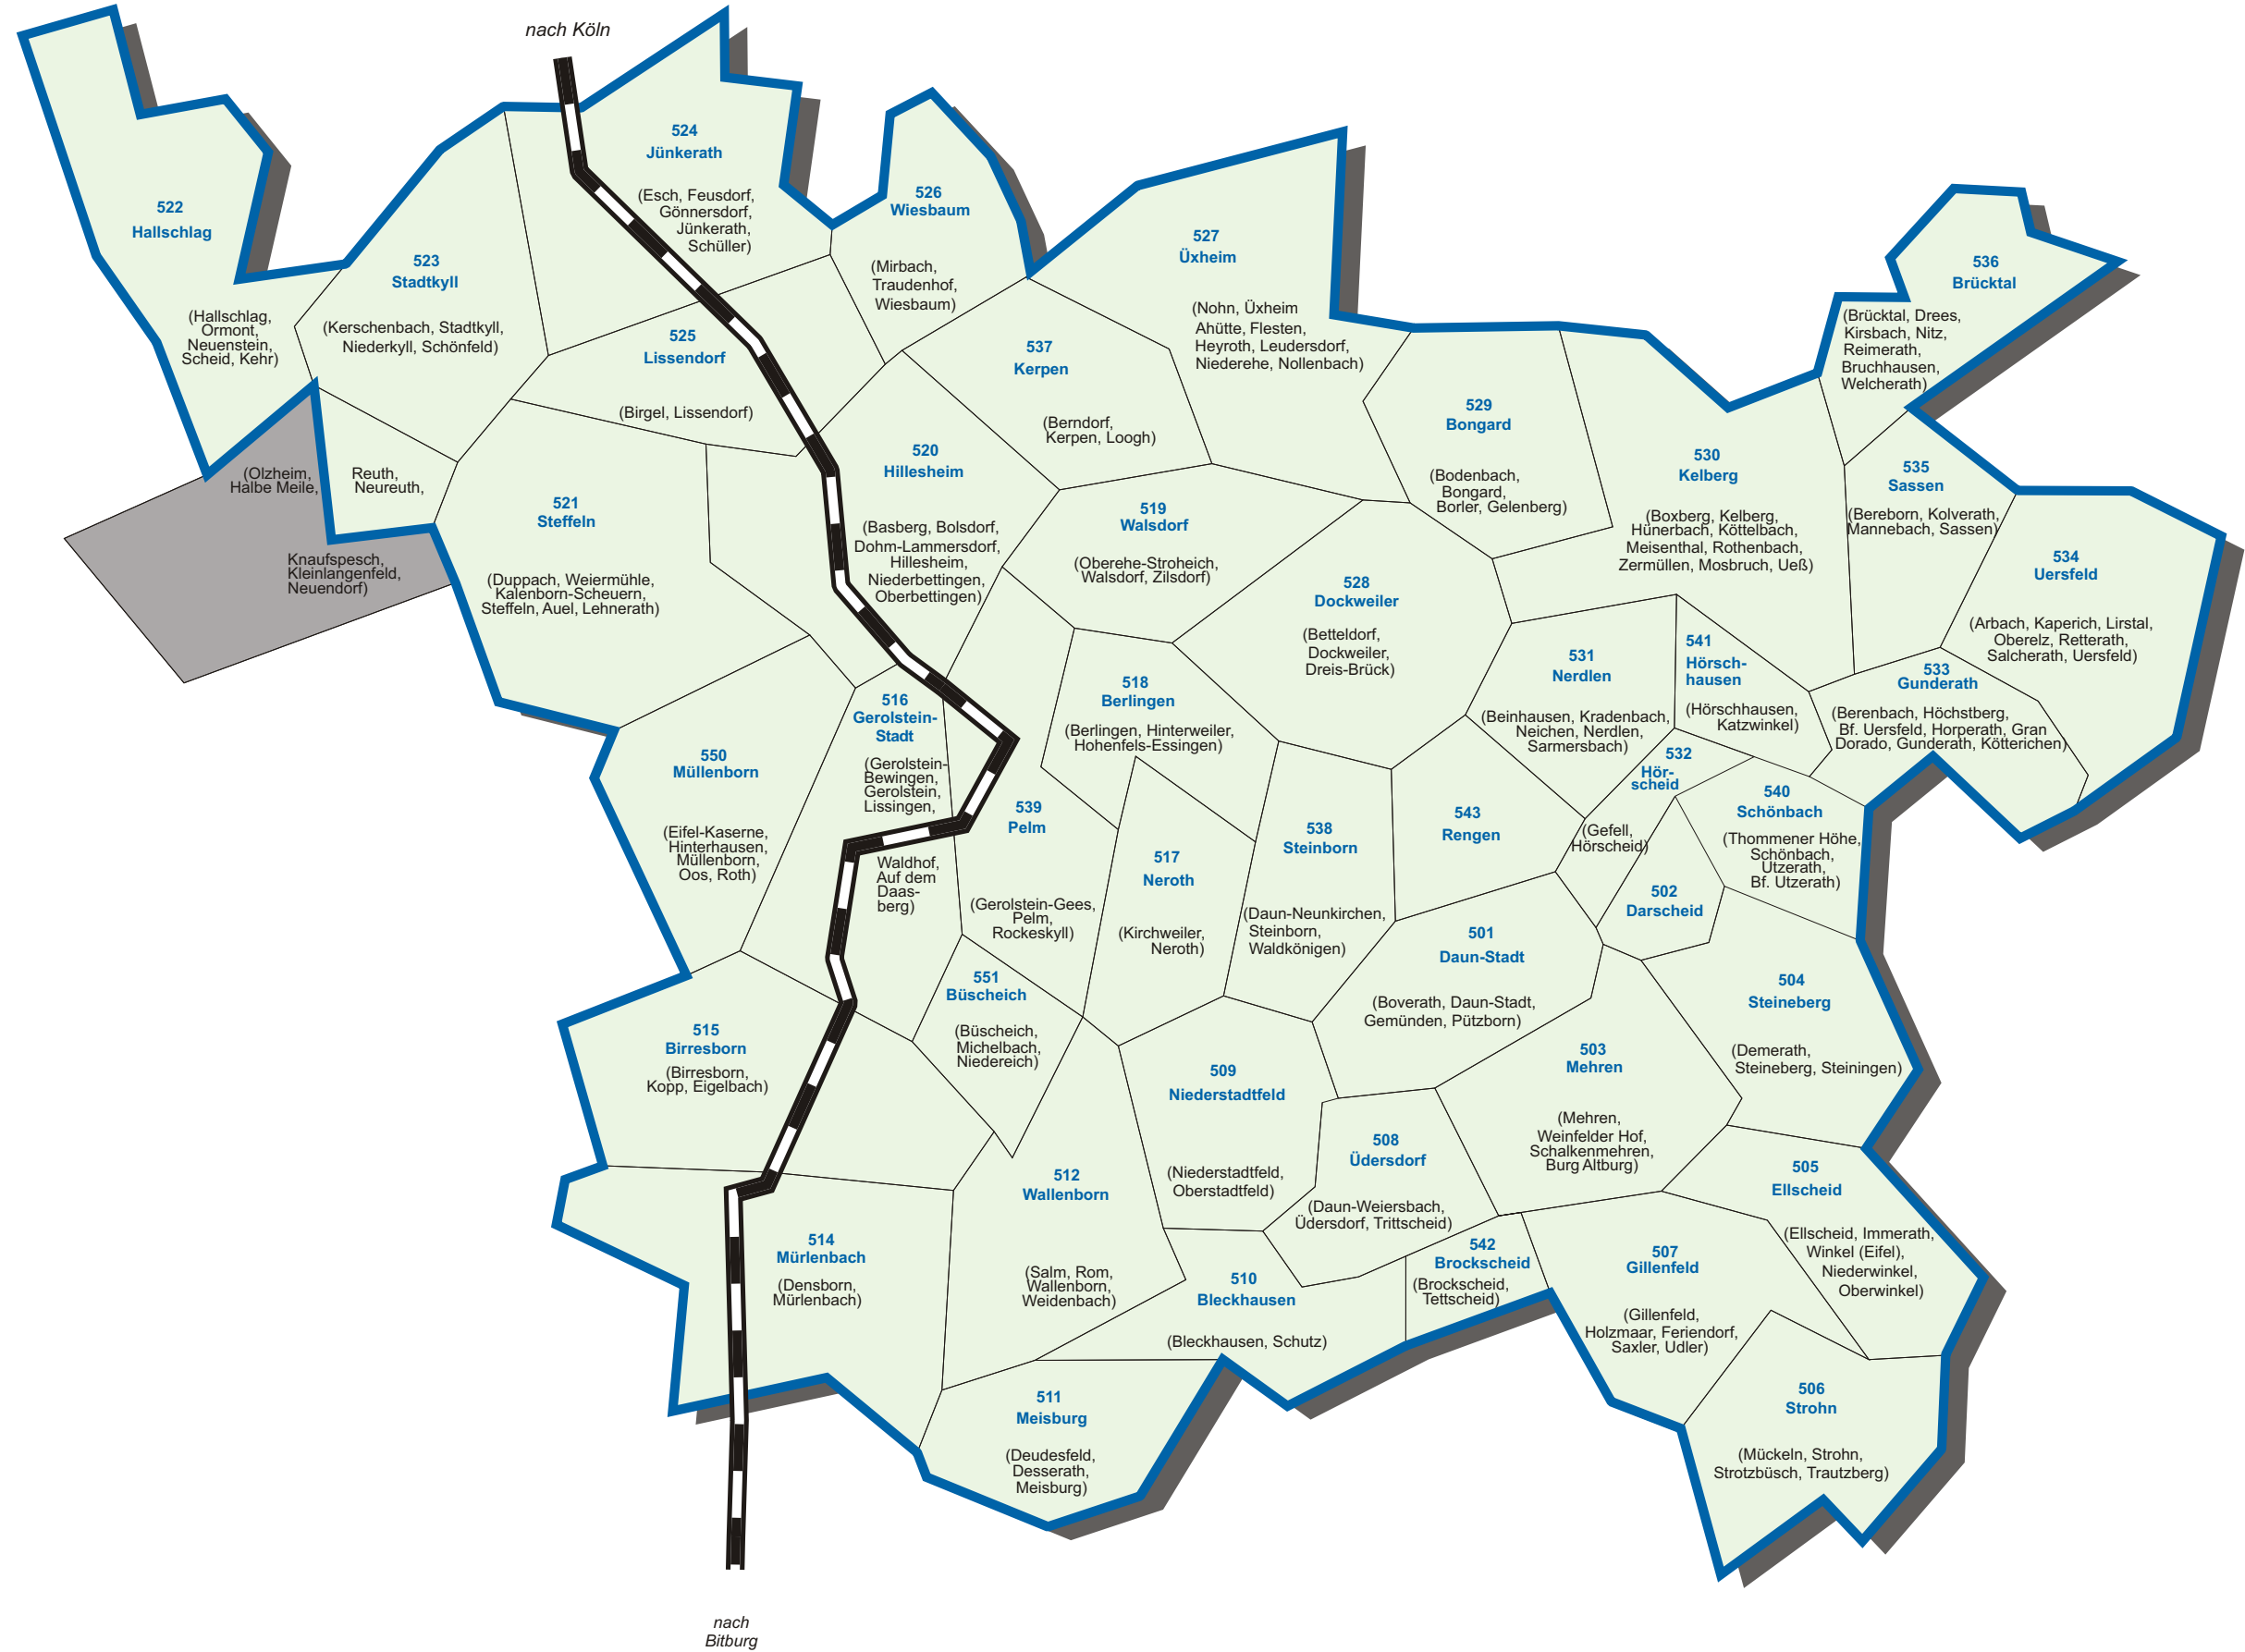 nach Köln
522
Hallschlag
(Hallschlag,
Ormont,
Neuenstein,
Scheid, Kehr)
523
Stadtkyll
(Kerschenbach, Stadtkyll,
Niederkyll, Schönfeld)
524
Jünkerath
(Esch, Feusdorf,
Gönnersdorf,
Jünkerath,
Schüller)
526
Wiesbaum
(Mirbach,
Traudenhof,
Wiesbaum)
527
Üxheim
(Nohn, Üxheim
Ahütte, Flesten,
Heyroth, Leudersdorf,
Niederehe, Nollenbach)
536
Brücktal
(Brücktal, Drees,
Kirsbach, Nitz,
Reimerath,
Bruchhausen,
Welcherath)
525
Lissendorf
(Birgel, Lissendorf)
537
Kerpen
(Berndorf,
Kerpen, Loogh)
529
Bongard
(Bodenbach,
Bongard,
Borler, Gelenberg)
530
Kelberg
(Boxberg, Kelberg,
Hünerbach, Köttelbach,
Meisenthal, Rothenbach,
Zermüllen, Mosbruch, Ueß)
535
Sassen
(Bereborn, Kolverath,
Mannebach, Sassen)
534
Uersfeld
(Arbach, Kaperich, Lirstal,
Oberelz, Retterath,
Salcherath, Uersfeld)
(Olzheim,
Halbe Meile,
Reuth,
Neureuth,
Knaufspesch,
Kleinlangenfeld,
Neuendorf)
521
Steffeln
(Duppach, Weiermühle,
Kalenborn-Scheuern,
Steffeln, Auel, Lehnerath)
520
Hillesheim
(Basberg, Bolsdorf,
Dohm-Lammersdorf,
Hillesheim,
Niederbettingen,
Oberbettingen)
519
Walsdorf
(Oberehe-Stroheich,
Walsdorf, Zilsdorf)
528
Dockweiler
(Betteldorf,
Dockweiler,
Dreis-Brück)
531
Nerdlen
(Beinhausen, Kradenbach,
Neichen, Nerdlen,
Sarmersbach)
541
Hörsch-
hausen
(Hörschhausen,
Katzwinkel)
533
Gunderath
(Berenbach, Höchstberg,
Bf. Uersfeld, Horperath, Gran
Dorado, Gunderath, Kötterichen)
550
Müllenborn
(Eifel-Kaserne,
Hinterhausen,
Müllenborn,
Oos, Roth)
516
Gerolstein-
Stadt
(Gerolstein-
Bewingen,
Gerolstein,
Lissingen,
Waldhof,
Auf dem
Daas-
berg)
518
Berlingen
(Berlingen, Hinterweiler,
Hohenfels-Essingen)
539
Pelm
(Gerolstein-Gees,
Pelm,
Rockeskyll)
517
Neroth
(Kirchweiler,
Neroth)
538
Steinborn
(Daun-Neunkirchen,
Steinborn,
Waldkönigen)
543
Rengen
532
Hör-
scheid
(Gefell,
Hörscheid)
540
Schönbach
(Thommener Höhe,
Schönbach,
Utzerath,
Bf. Utzerath)
502
Darscheid
501
Daun-Stadt
(Boverath, Daun-Stadt,
Gemünden, Pützborn)
504
Steineberg
(Demerath,
Steineberg, Steiningen)
551
Büscheich
(Büscheich,
Michelbach,
Niedereich)
515
Birresborn
(Birresborn,
Kopp, Eigelbach)
509
Niederstadtfeld
(Niederstadtfeld,
Oberstadtfeld)
503
Mehren
(Mehren,
Weinfelder Hof,
Schalkenmehren,
Burg Altburg)
508
Üdersdorf
(Daun-Weiersbach,
Üdersdorf, Trittscheid)
505
Ellscheid
(Ellscheid, Immerath,
Winkel (Eifel),
Niederwinkel,
Oberwinkel)
512
Wallenborn
(Salm, Rom,
Wallenborn,
Weidenbach)
514
Mürlenbach
(Densborn,
Mürlenbach)
510
Bleckhausen
(Bleckhausen, Schutz)
542
Brockscheid
(Brockscheid,
Tettscheid)
507
Gillenfeld
(Gillenfeld,
Holzmaar, Feriendorf,
Saxler, Udler)
511
Meisburg
(Deudesfeld,
Desserath,
Meisburg)
506
Strohn
(Mückeln, Strohn,
Strotzbüsch, Trautzberg)
nach
Bitburg